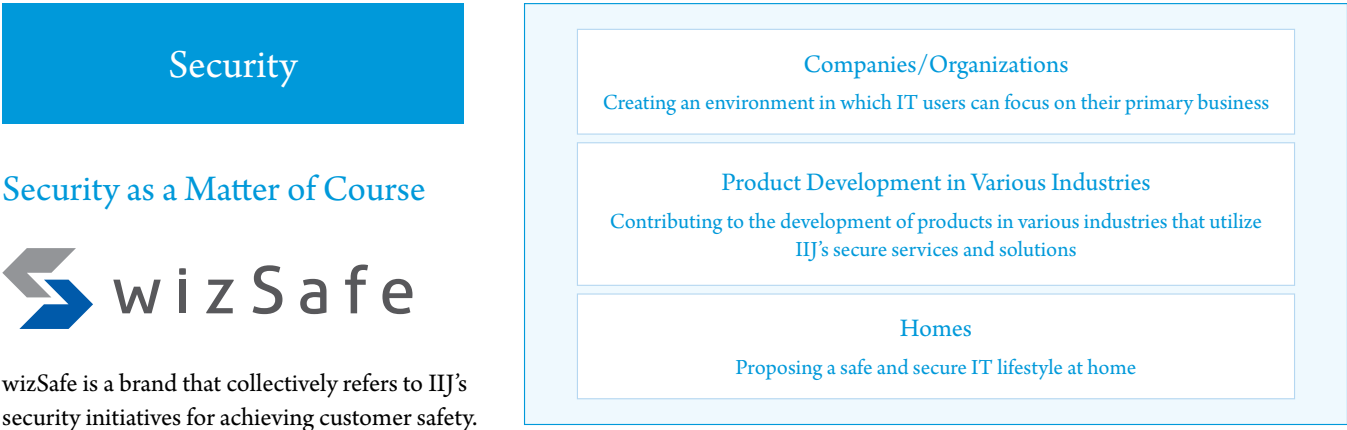 Security
Security as a Matter of Course
wizSafe
wizSafe is a brand that collectively refers to IIJ's
security initiatives for achieving customer safety.
Companies/Organizations
Creating an environment in which IT users can focus on their primary business
Product Development in Various Industries
Contributing to the development of products in various industries that utilize
IIJ's secure services and solutions
Homes
Proposing a safe and secure IT lifestyle at home